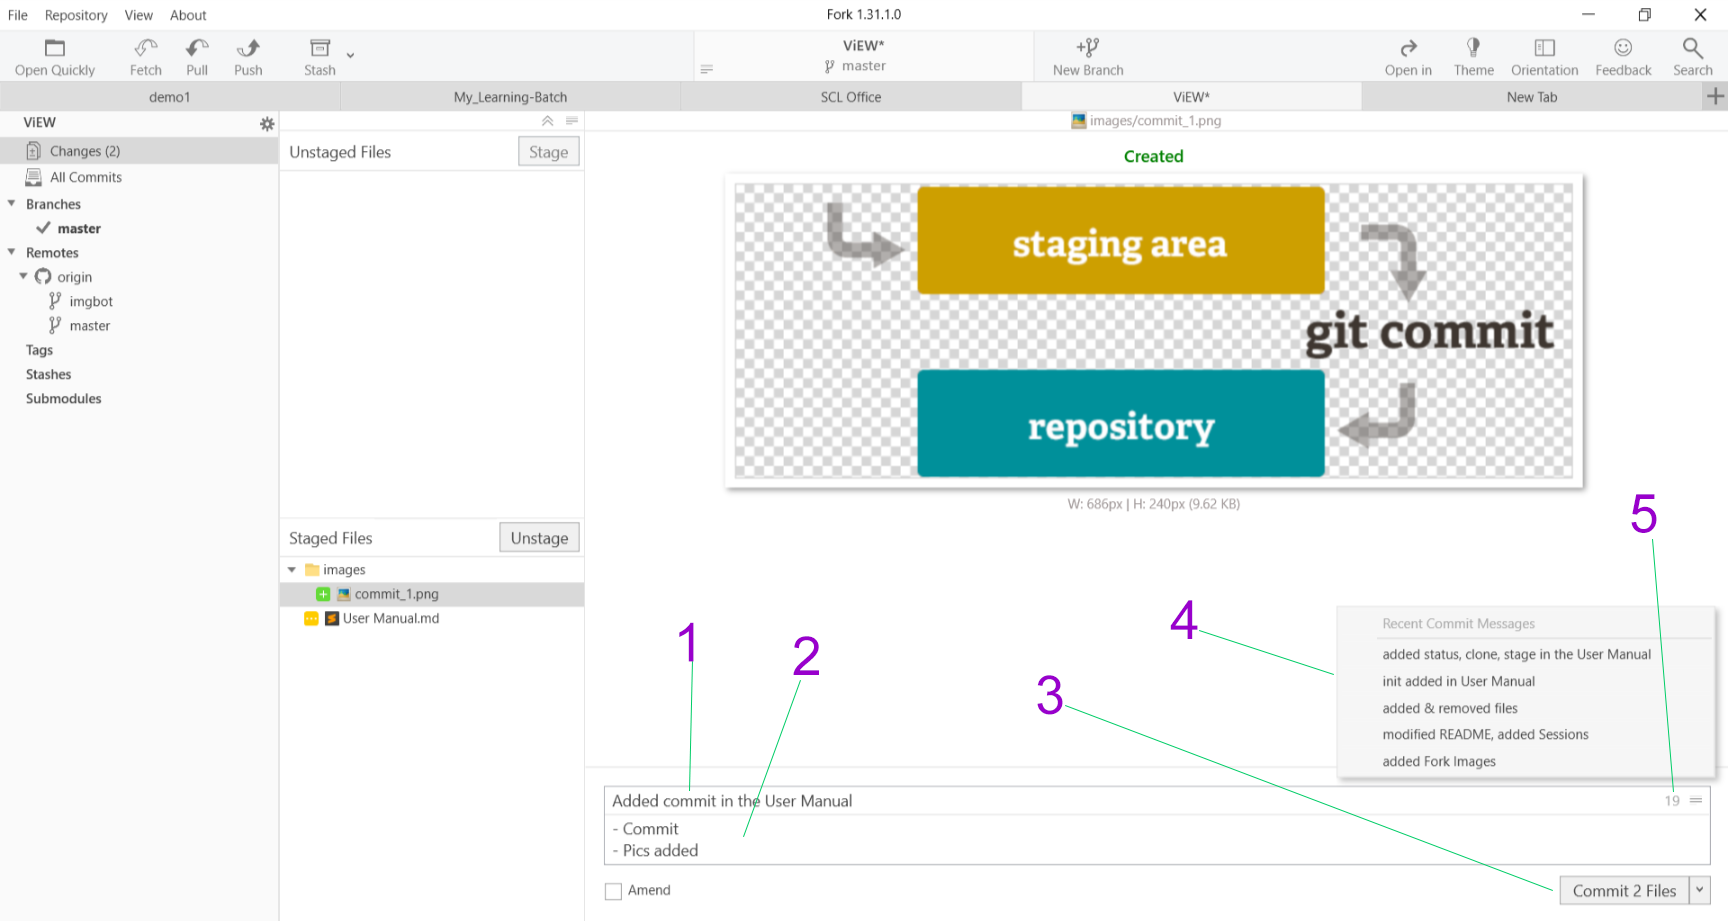 File Repository View About Fork 1.31.1.0
Open Quickly Fetch Pull Push Stash ViEW* master New Branch Open in Theme Orientation Feedback Search
demo1 My_Learning-Batch SCL Office ViEW* New Tab
ViEW
Changes (2)
All Commits
Branches
master
Remotes
origin
imgbot
master
Tags
Stashes
Submodules
Unstaged Files Stage
Staged Files Unstage
images
commit_1.png
User Manual.md
images/commit_1.png
Created
staging area
git commit
repository
W: 686px | H: 240px (9.62 KB)
1
2
3
4
5
Recent Commit Messages
added status, clone, stage in the User Manual
init added in User Manual
added & removed files
modified README, added Sessions
added Fork Images
Added commit in the User Manual 19
- Commit
- Pics added
Amend Commit 2 Files